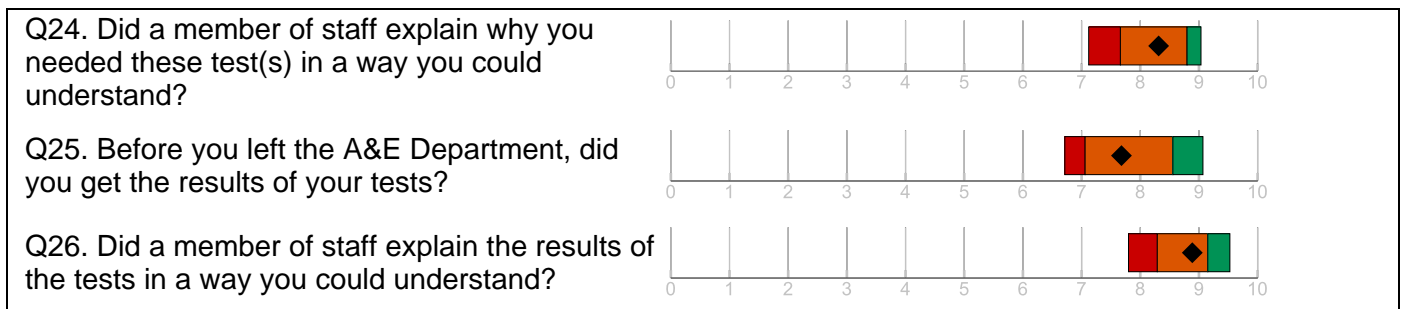 Q24. Did a member of staff explain why you
needed these test(s) in a way you could
understand?
0 1 2 3 4 5 6 7 8 9 10
Q25. Before you left the A&E Department, did
you get the results of your tests?
0 1 2 3 4 5 6 7 8 9 10
Q26. Did a member of staff explain the results of
the tests in a way you could understand?
0 1 2 3 4 5 6 7 8 9 10